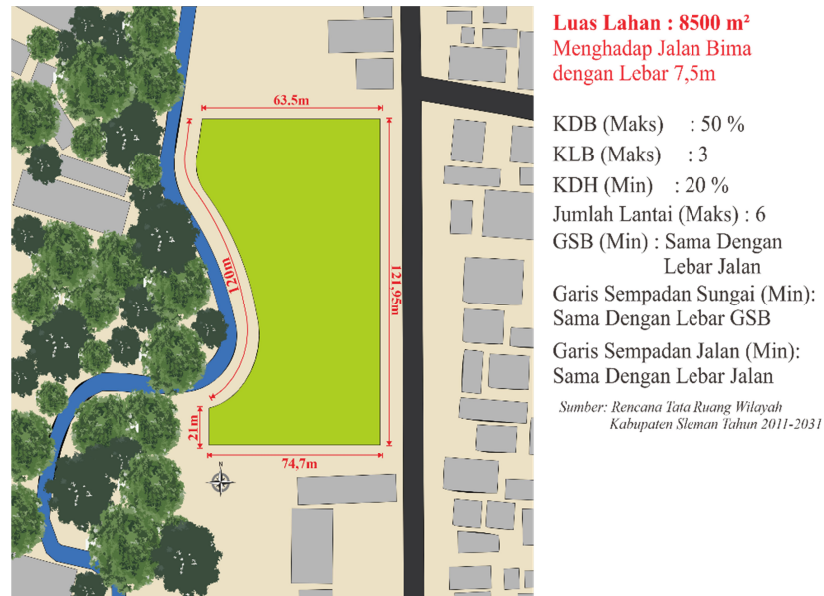 Luas Lahan : 8500 m²
Menghadap Jalan Bima
dengan Lebar 7,5m
KDB (Maks) : 50 %
KLB (Maks) : 3
KDH (Min) : 20 %
Jumlah Lantai (Maks) : 6
GSB (Min) : Sama Dengan
Lebar Jalan
Garis Sempadan Sungai (Min):
Sama Dengan Lebar GSB
Garis Sempadan Jalan (Min):
Sama Dengan Lebar Jalan
Sumber: Rencana Tata Ruang Wilayah
Kabupaten Sleman Tahun 2011-2031
63.5m
120m
121,95m
21m
74,7m
N